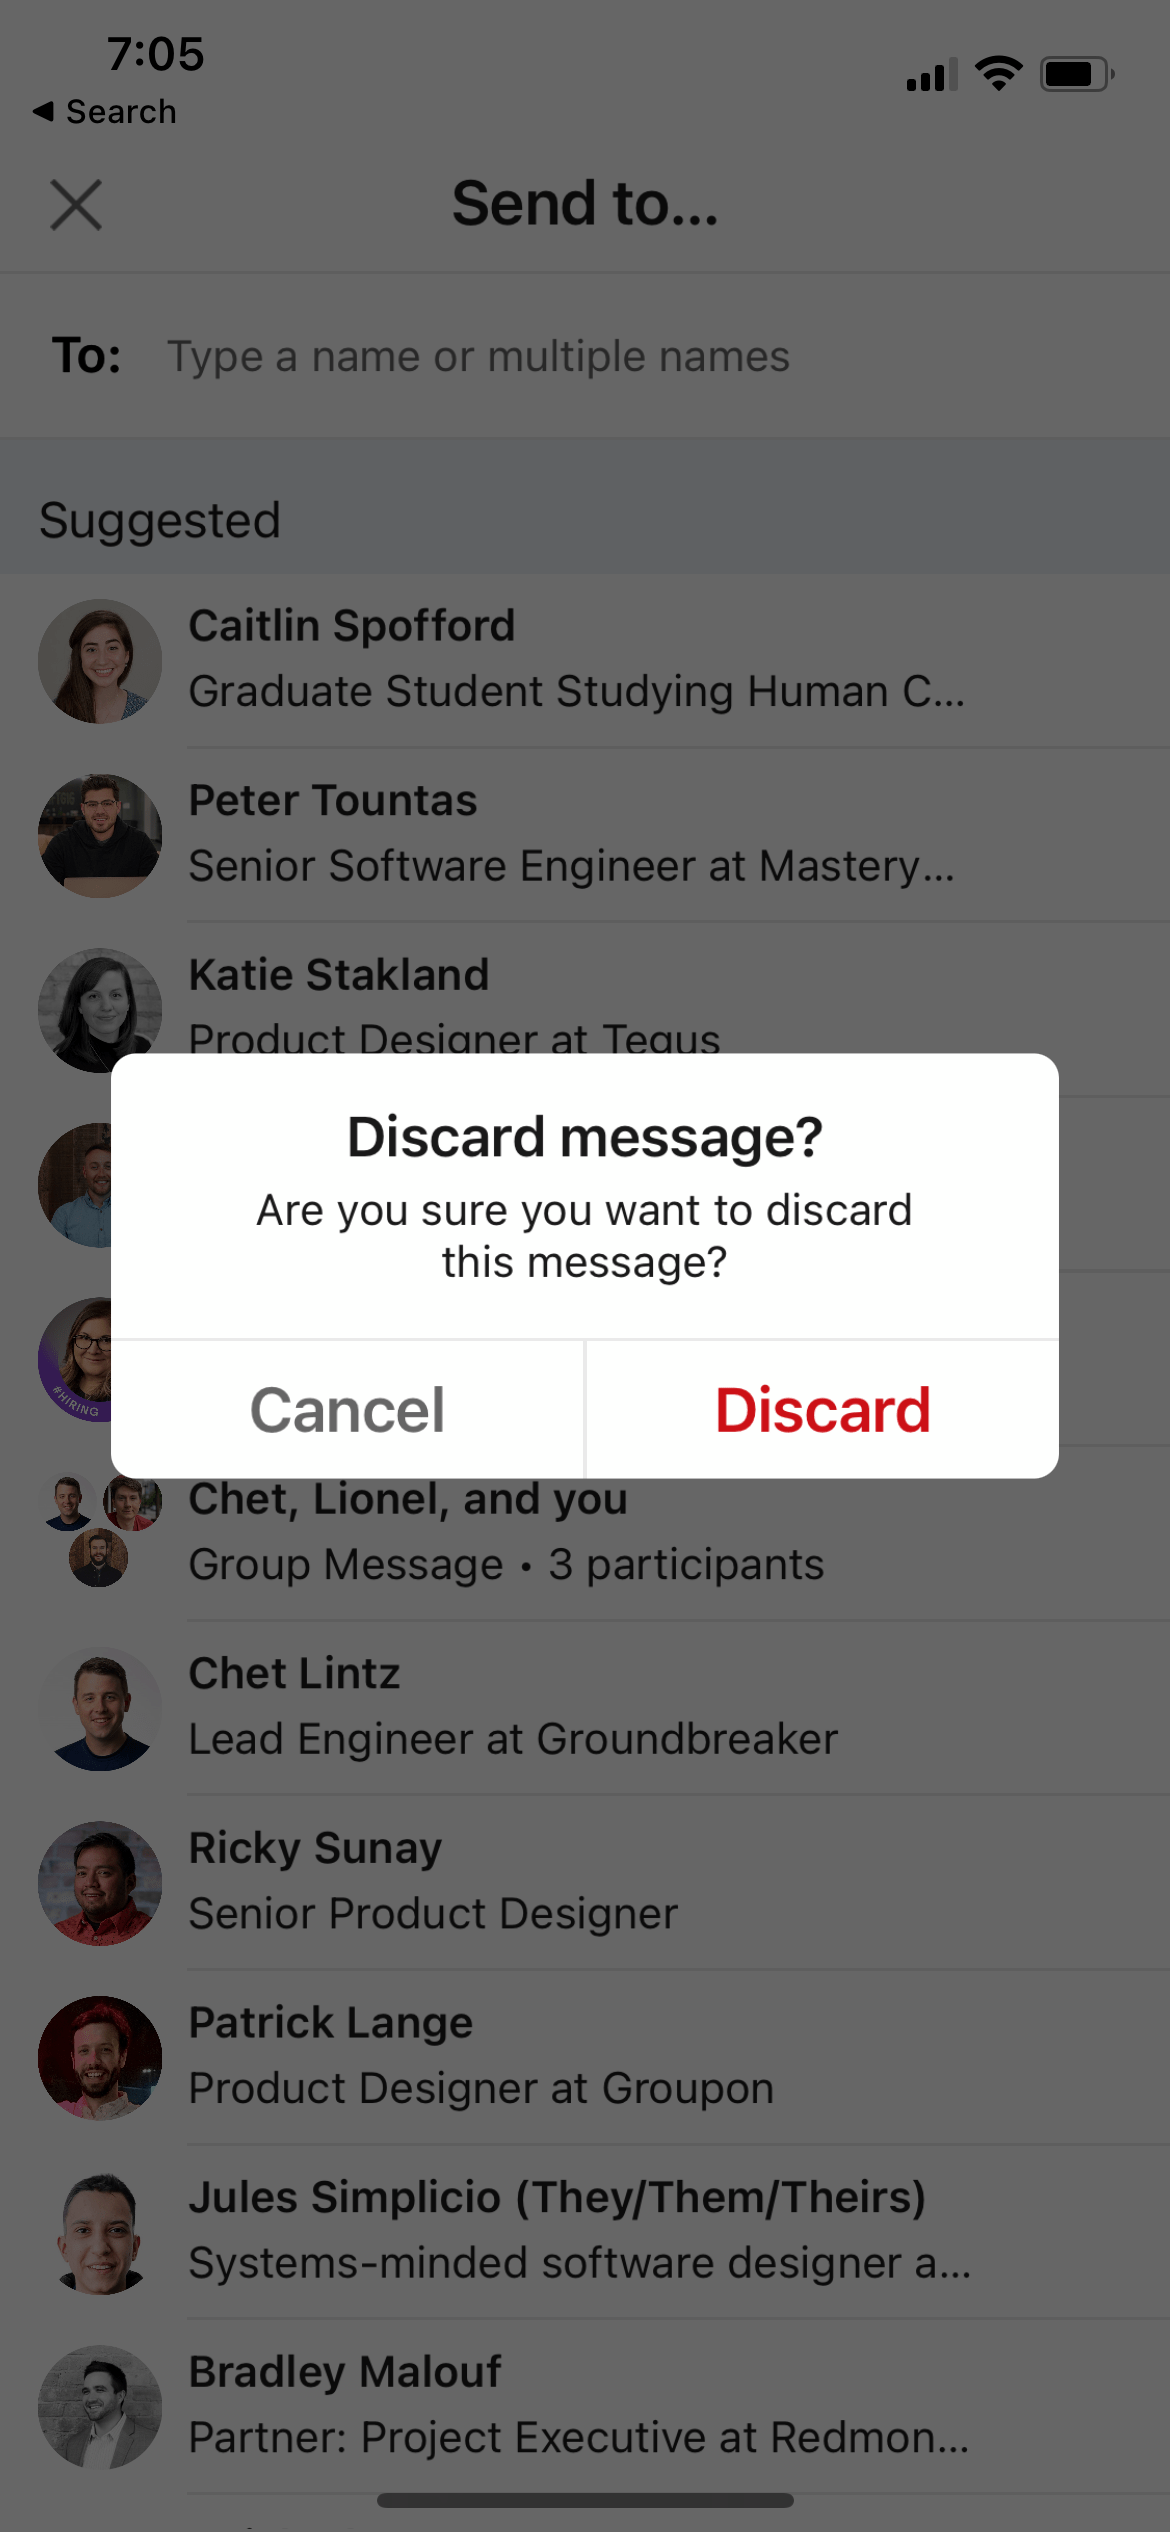 7:05
◀ Search
Send to...
To: Type a name or multiple names
Suggested
Caitlin Spofford
Graduate Student Studying Human C...
Peter Tountas
Senior Software Engineer at Mastery...
Katie Stakland
Product Designer at Tegus
Discard message?
Are you sure you want to discard
this message?
Cancel
Discard
#HIRING
Chet, Lionel, and you
Group Message • 3 participants
Chet Lintz
Lead Engineer at Groundbreaker
Ricky Sunay
Senior Product Designer
Patrick Lange
Product Designer at Groupon
Jules Simplicio (They/Them/Theirs)
Systems-minded software designer a...
Bradley Malouf
Partner: Project Executive at Redmon...